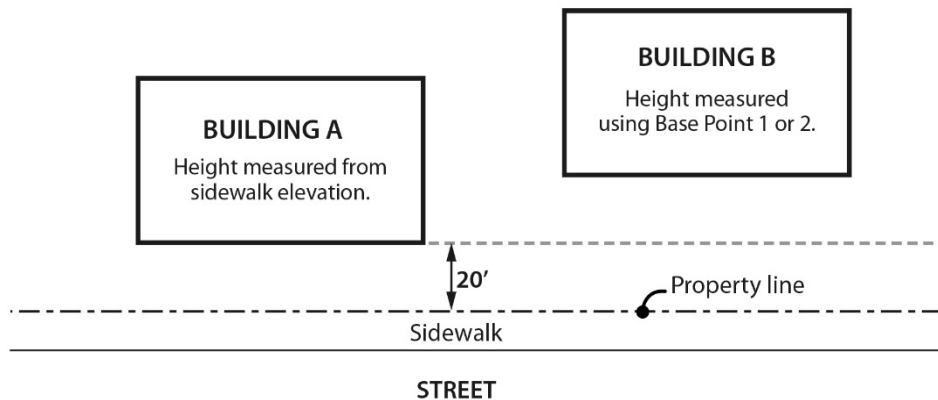 BUILDING B
Height measured
using Base Point 1 or 2.
BUILDING A
Height measured from
sidewalk elevation.
20’
Property line
Sidewalk
STREET